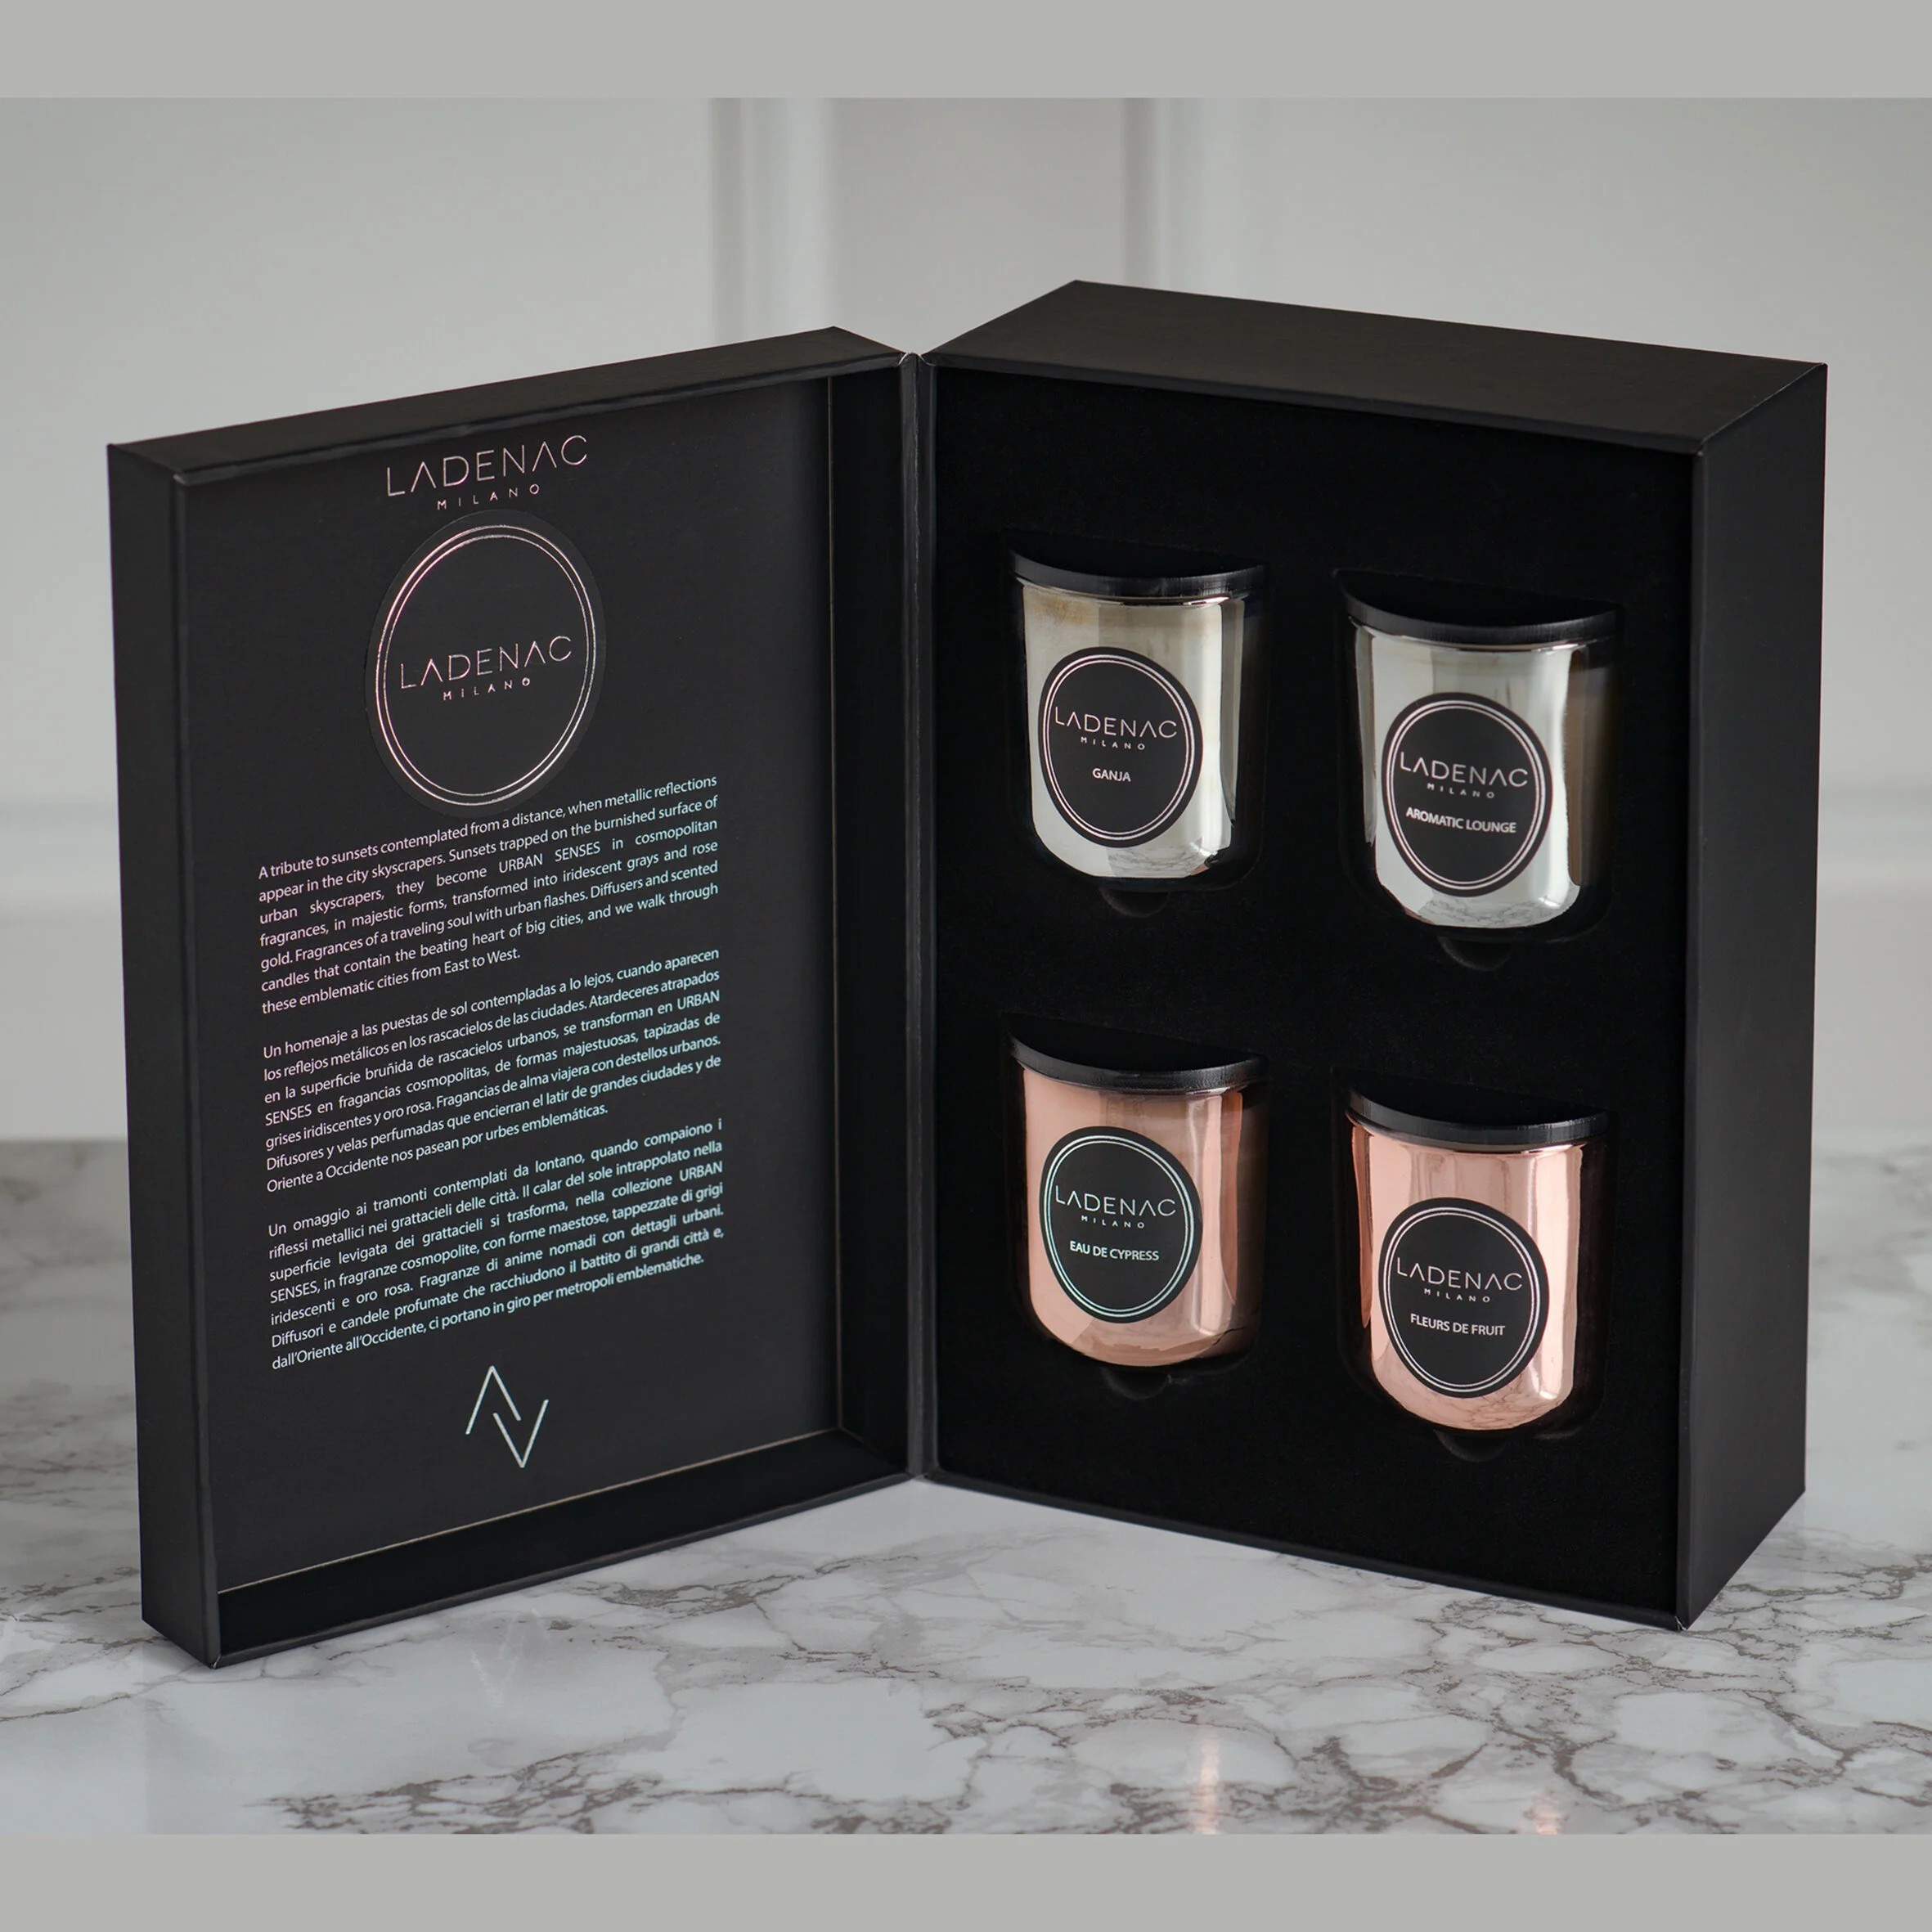 LADENAC
MILANO
LADENAC
MILANO
A tribute to sunsets contemplated from a distance, when metallic reflections
appear in the city skyscrapers. Sunsets trapped on the burnished surface of
urban skyscrapers, they become URBAN SENSES in cosmopolitan
fragrances, in majestic forms, transformed into iridescent grays and rose
gold. Fragrances of a traveling soul with urban flashes. Diffusers and scented
candles that contain the beating heart of big cities, and we walk through
these emblematic cities from East to West.
Un homenaje a las puestas de sol contempladas a lo lejos, cuando aparecen
los reflejos metálicos en los rascacielos de las ciudades. Atardeceres atrapados
en la superficie bruñida de rascacielos urbanos, se transforman en URBAN
SENSES en fragancias cosmopolitas, de formas majestuosas, tapizadas de
grises iridiscentes y oro rosa. Fragancias de alma viajera con destellos urbanos.
Difusores y velas perfumadas que encierran el latir de grandes ciudades y de
Oriente a Occidente nos pasean por urbes emblemáticas.
Un omaggio ai tramonti contemplati da lontano, quando compaiono i
riflessi metallici nei grattacieli delle città. Il calar del sole intrappolato nella
superficie levigata dei grattacieli si trasforma, nella collezione URBAN
SENSES, in fragranze cosmopolite, con forme maestose, tappezzate di grigi
iridescenti e oro rosa. Fragranze di anime nomadi con dettagli urbani.
Diffusori e candele profumate che racchiudono il battito di grandi città e,
dall'Oriente all'Occidente, ci portano in giro per metropoli emblematiche.
LADENAC
MILANO
GANJA
LADENAC
MILANO
AROMATIC LOUNGE
LADENAC
MILANO
EAU DE CYPRESS
LADENAC
MILANO
FLEURS DE FRUIT